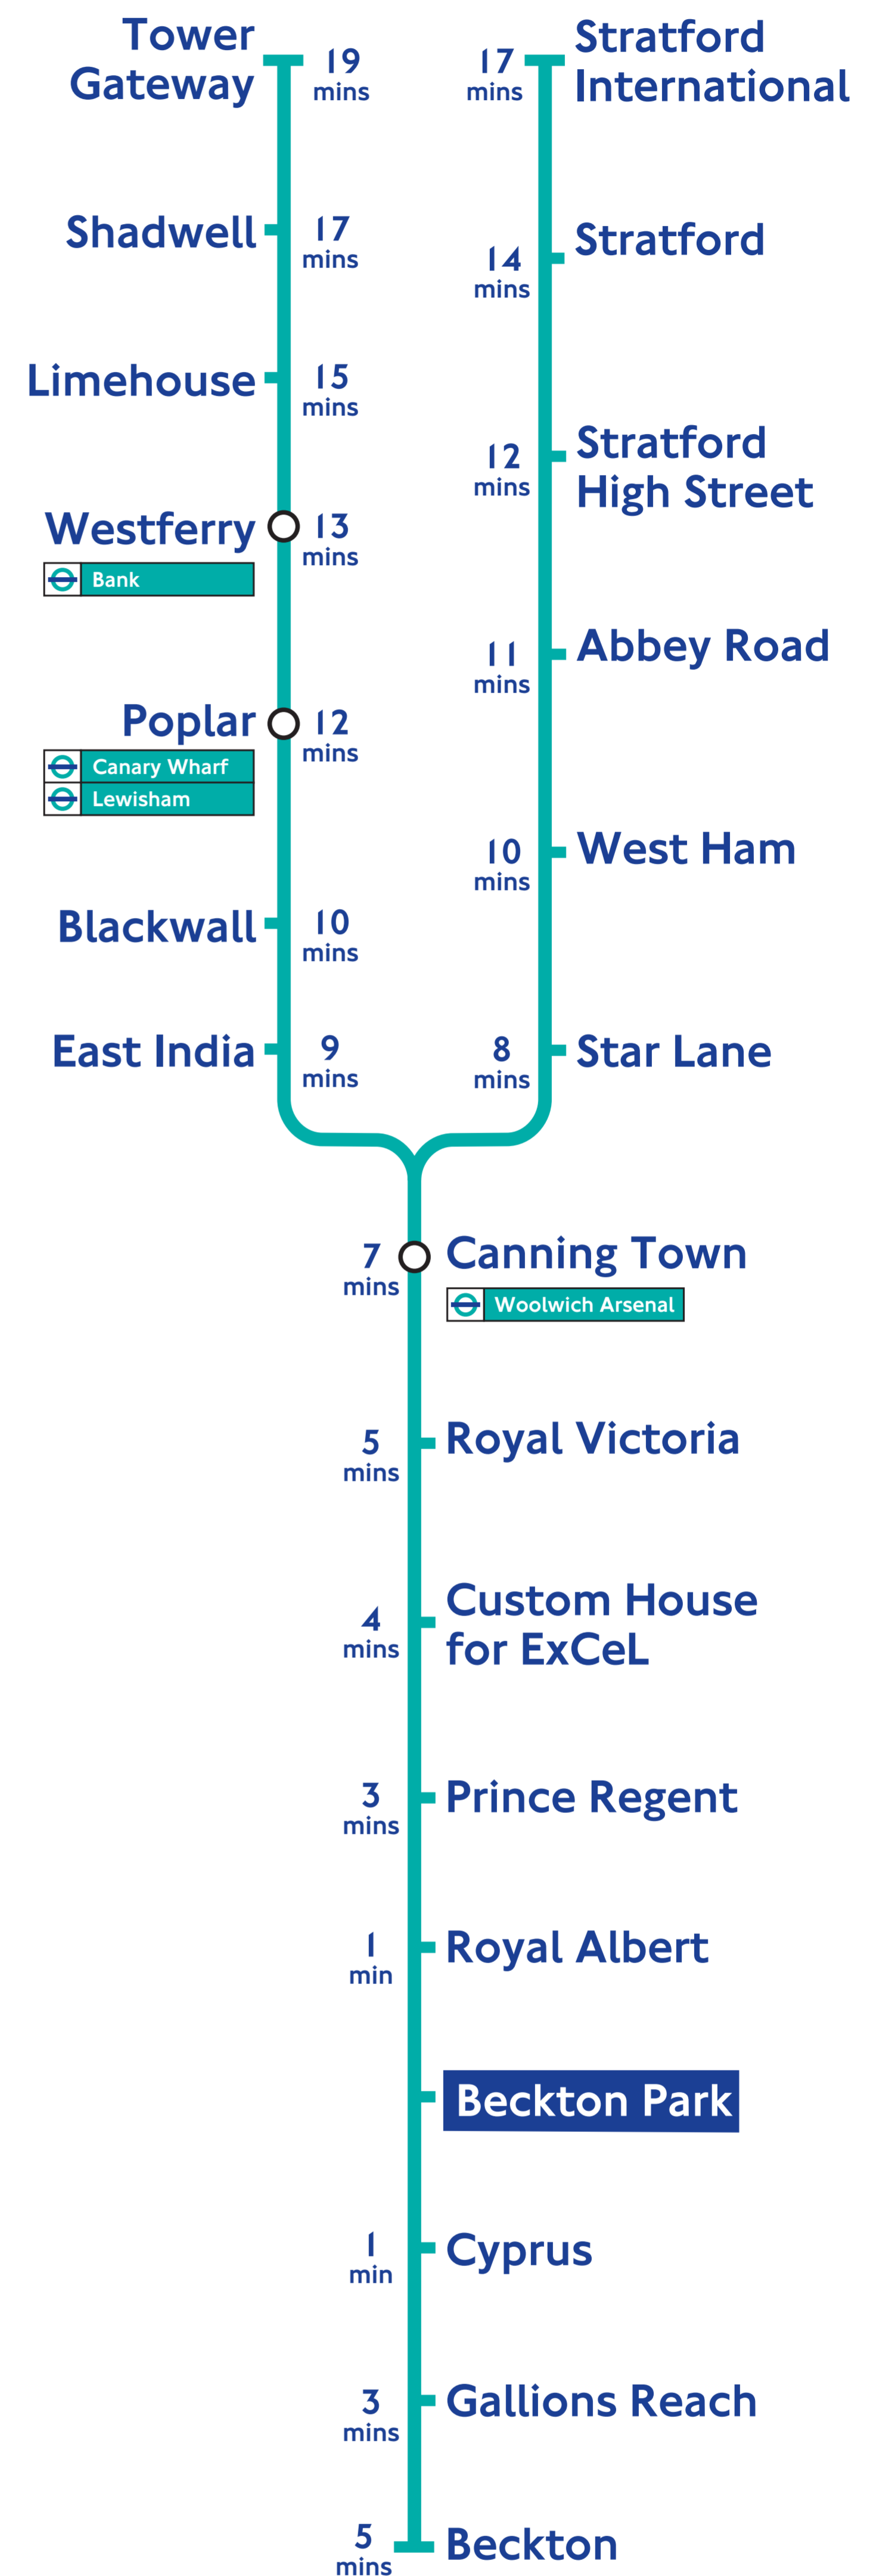 Tower
Gateway
19
mins
Shadwell
17
mins
Limehouse
15
mins
Westferry
13
mins
Bank
Poplar
12
mins
Canary Wharf
Lewisham
Blackwall
10
mins
East India
9
mins
17
mins
Stratford
International
14
mins
Stratford
12
mins
Stratford
High Street
11
mins
Abbey Road
10
mins
West Ham
8
mins
Star Lane
7
mins
Canning Town
Woolwich Arsenal
5
mins
Royal Victoria
4
mins
Custom House
for ExCeL
3
mins
Prince Regent
1
min
Royal Albert
Beckton Park
1
min
Cyprus
3
mins
Gallions Reach
5
mins
Beckton